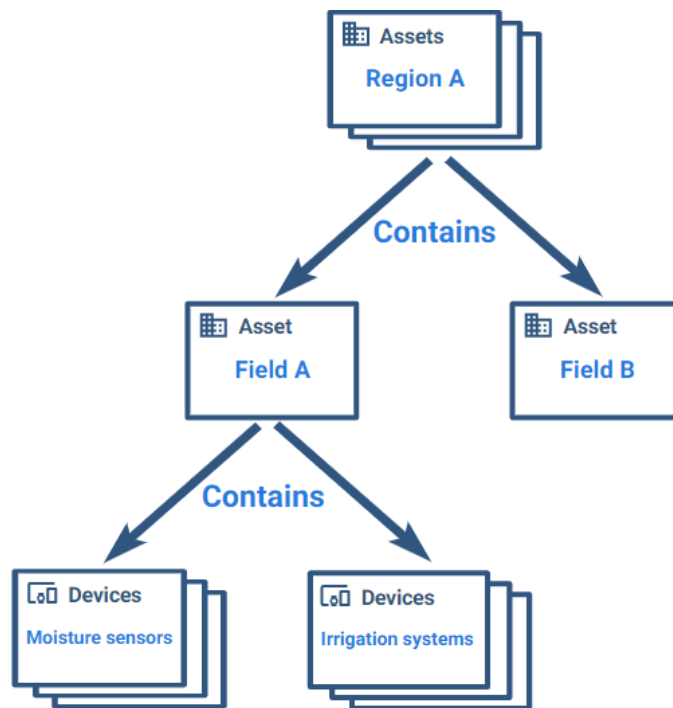 Assets
Region A
Contains
Asset
Field A
Asset
Field B
Contains
Devices
Moisture sensors
Devices
Irrigation systems